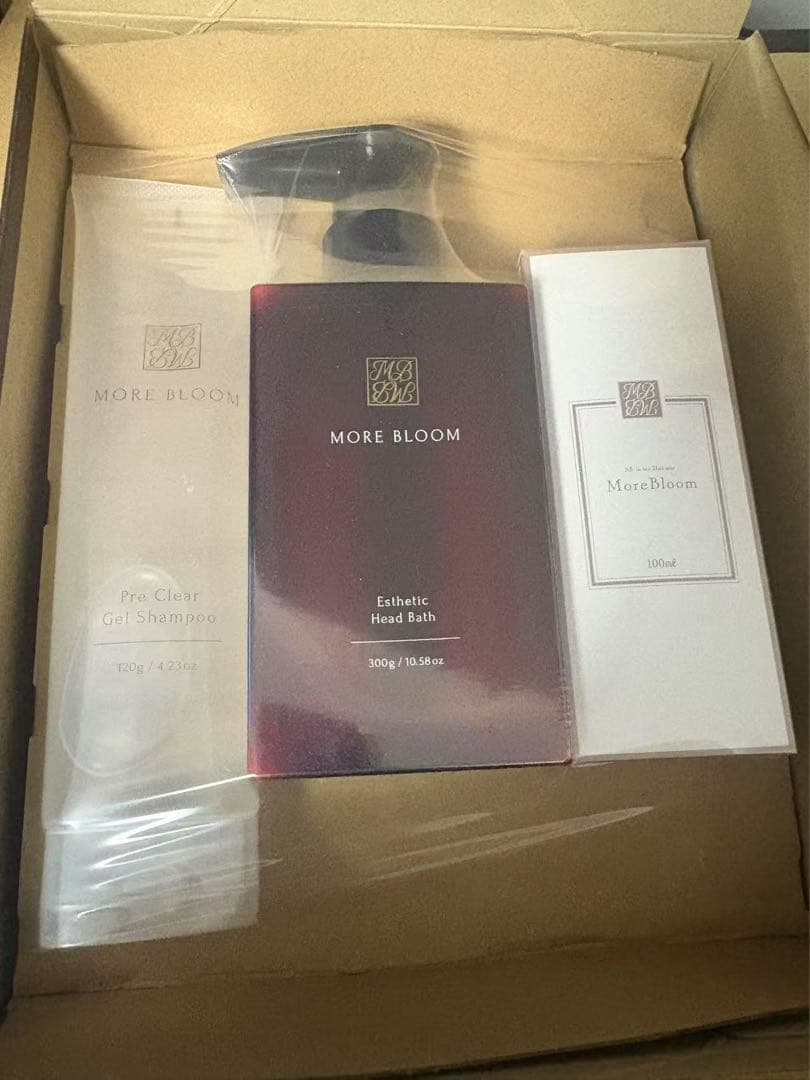 MB
BW
MORE BLOOM
Pre Clear
Gel Shampoo
120g / 4.23oz
MB
BW
MORE BLOOM
Esthetic
Head Bath
300g / 10.58oz
MB
BW
MoreBloom
100ml